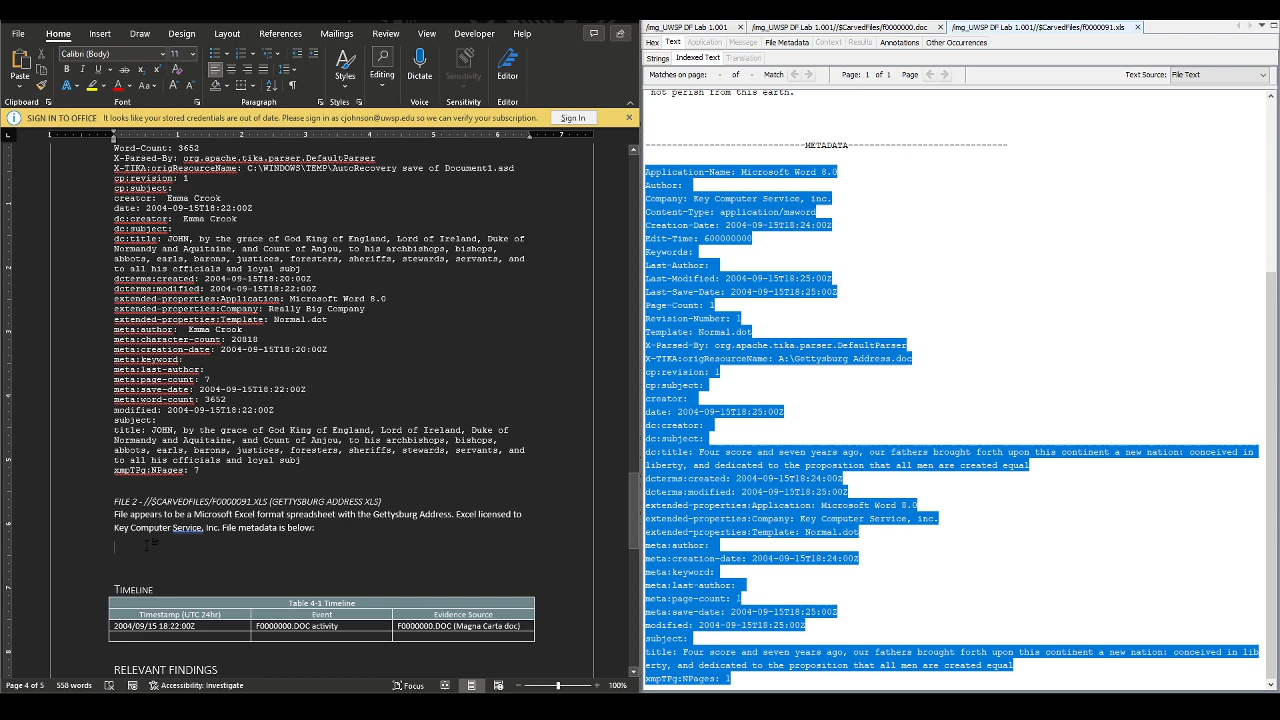 File Home Insert Draw Design Layout References Mailings Review View Developer Help
Calibri (Body) 11
Paste Styles Editing Dictate Sensitivity Editor
Clipboard Font Paragraph Styles Voice Sensitivity Editor
SIGN IN TO OFFICE It looks like your stored credentials are out of date. Please sign in as cjohnson@uwsp.edu so we can verify your subscription. Sign In
Word-Count: 3652
X-Parsed-By: org.apache.tika.parser.DefaultParser
X-TIKA:origResourceName: C:\WINDOWS\TEMP\AutoRecovery save of Document1.asd
cp:revision: 1
cp:subject:
creator: Emma Crook
date: 2004-09-15T18:22:00Z
dc:creator: Emma Crook
dc:subject:
dc:title: JOHN, by the grace of God King of England, Lord of Ireland, Duke of
Normandy and Aquitaine, and Count of Anjou, to his archbishops, bishops,
abbots, earls, barons, justices, foresters, sheriffs, stewards, servants, and
to all his officials and loyal subj
dcterms:created: 2004-09-15T18:20:00Z
dcterms:modified: 2004-09-15T18:22:00Z
extended-properties:Application: Microsoft Word 8.0
extended-properties:Company: Really Big Company
extended-properties:Template: Normal.dot
meta:author: Emma Crook
meta:character-count: 20818
meta:creation-date: 2004-09-15T18:20:00Z
meta:keyword:
meta:last-author:
meta:page-count: 7
meta:save-date: 2004-09-15T18:22:00Z
meta:word-count: 3652
modified: 2004-09-15T18:22:00Z
subject:
title: JOHN, by the grace of God King of England, Lord of Ireland, Duke of
Normandy and Aquitaine, and Count of Anjou, to his archbishops, bishops,
abbots, earls, barons, justices, foresters, sheriffs, stewards, servants, and
to all his officials and loyal subj
xmpTPg:NPages: 7
FILE 2 - //$CARVEDFILES/F0000091.XLS (GETTYSBURG ADDRESS XLS)
File appears to be a Microsoft Excel format spreadsheet with the Gettysburg Address. Excel licensed to
Key Computer Service, Inc. File metadata is below:
TIMELINE
Table 4-1 Timeline
Timestamp (UTC 24hr) Event Evidence Source
2004/09/15 18:22:00Z F0000000.DOC activity F0000000.DOC (Magna Carta doc)
RELEVANT FINDINGS
Page 4 of 5 558 words Accessibility: Investigate Focus 100%
/img_UWSP DF Lab 1.001 /img_UWSP DF Lab 1.001//$CarvedFiles/f0000000.doc /img_UWSP DF Lab 1.001//$CarvedFiles/f0000091.xls
Hex Text Application Message File Metadata Context Results Annotations Other Occurrences
Strings Indexed Text Translation
Matches on page: - of - Match Page: 1 of 1 Page Text Source: File Text
not perish from this earth.
------------------------------METADATA------------------------------
Application-Name: Microsoft Word 8.0
Author:
Company: Key Computer Service, inc.
Content-Type: application/msword
Creation-Date: 2004-09-15T18:24:00Z
Edit-Time: 600000000
Keywords:
Last-Author:
Last-Modified: 2004-09-15T18:25:00Z
Last-Save-Date: 2004-09-15T18:25:00Z
Page-Count: 1
Revision-Number: 1
Template: Normal.dot
X-Parsed-By: org.apache.tika.parser.DefaultParser
X-TIKA:origResourceName: A:\Gettysburg Address.doc
cp:revision: 1
cp:subject:
creator:
date: 2004-09-15T18:25:00Z
dc:creator:
dc:subject:
dc:title: Four score and seven years ago, our fathers brought forth upon this continent a new nation: conceived in
liberty, and dedicated to the proposition that all men are created equal
dcterms:created: 2004-09-15T18:24:00Z
dcterms:modified: 2004-09-15T18:25:00Z
extended-properties:Application: Microsoft Word 8.0
extended-properties:Company: Key Computer Service, inc.
extended-properties:Template: Normal.dot
meta:author:
meta:creation-date: 2004-09-15T18:24:00Z
meta:keyword:
meta:last-author:
meta:page-count: 1
meta:save-date: 2004-09-15T18:25:00Z
modified: 2004-09-15T18:25:00Z
subject:
title: Four score and seven years ago, our fathers brought forth upon this continent a new nation: conceived in lib
erty, and dedicated to the proposition that all men are created equal
xmpTPg:NPages: 1